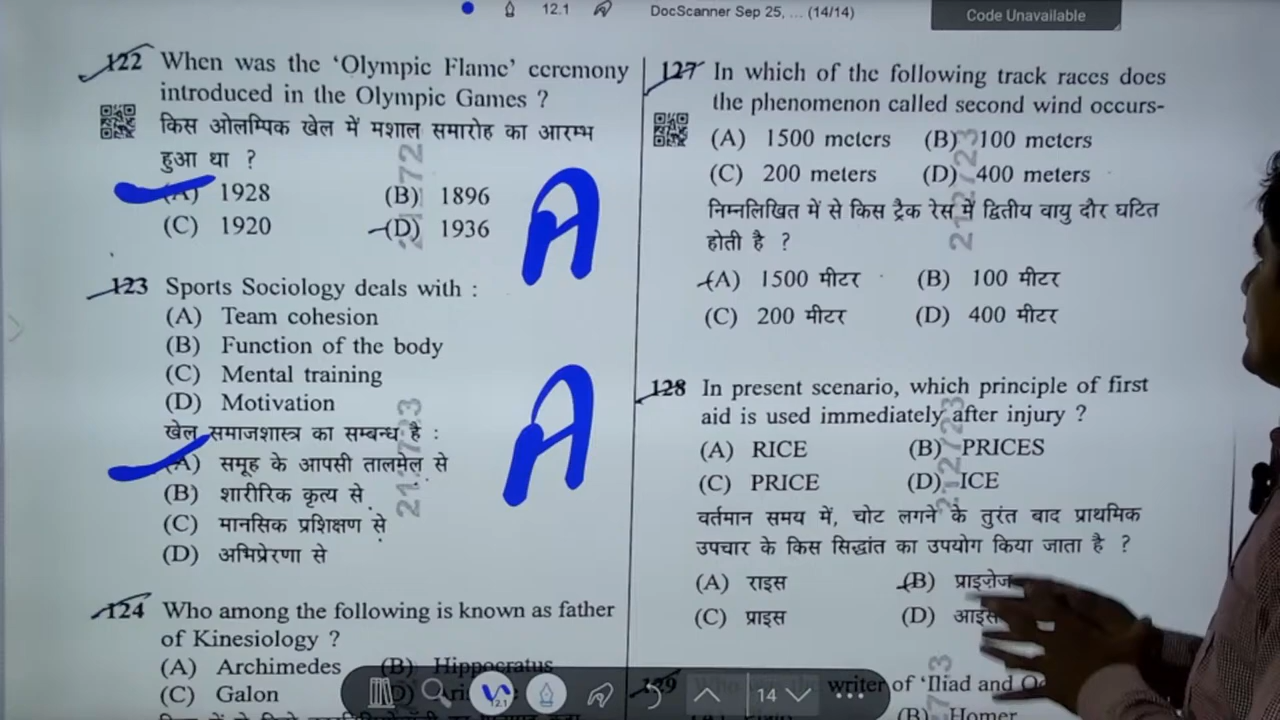 12.1 DocScanner Sep 25, ... (14/14)
Code Unavailable
122 When was the ‘Olympic Flame’ ceremony
introduced in the Olympic Games ?
किस ओलम्पिक खेल में मशाल समारोह का आरम्भ
हुआ था ?
(A) 1928 (B) 1896
(C) 1920 (D) 1936
A
123 Sports Sociology deals with :
(A) Team cohesion
(B) Function of the body
(C) Mental training
(D) Motivation
खेल समाजशास्त्र का सम्बन्ध है :
(A) समूह के आपसी तालमेल से
(B) शारीरिक कृत्य से
(C) मानसिक प्रशिक्षण से
(D) अभिप्रेरणा से
A
124 Who among the following is known as father
of Kinesiology ?
(A) Archimedes (B) Hippocratus
(C) Galon (D)
127 In which of the following track races does
the phenomenon called second wind occurs-
(A) 1500 meters (B) 100 meters
(C) 200 meters (D) 400 meters
निम्नलिखित में से किस ट्रैक रेस में द्वितीय वायु दौर घटित
होती है ?
(A) 1500 मीटर (B) 100 मीटर
(C) 200 मीटर (D) 400 मीटर
128 In present scenario, which principle of first
aid is used immediately after injury ?
(A) RICE (B) PRICES
(C) PRICE (D) ICE
वर्तमान समय में, चोट लगने के तुरंत बाद प्राथमिक
उपचार के किस सिद्धांत का उपयोग किया जाता है ?
(A) राइस (B) प्राइजेज
(C) प्राइस (D) आइस
129 writer of ‘Iliad and
(B) Homer
12.1
14